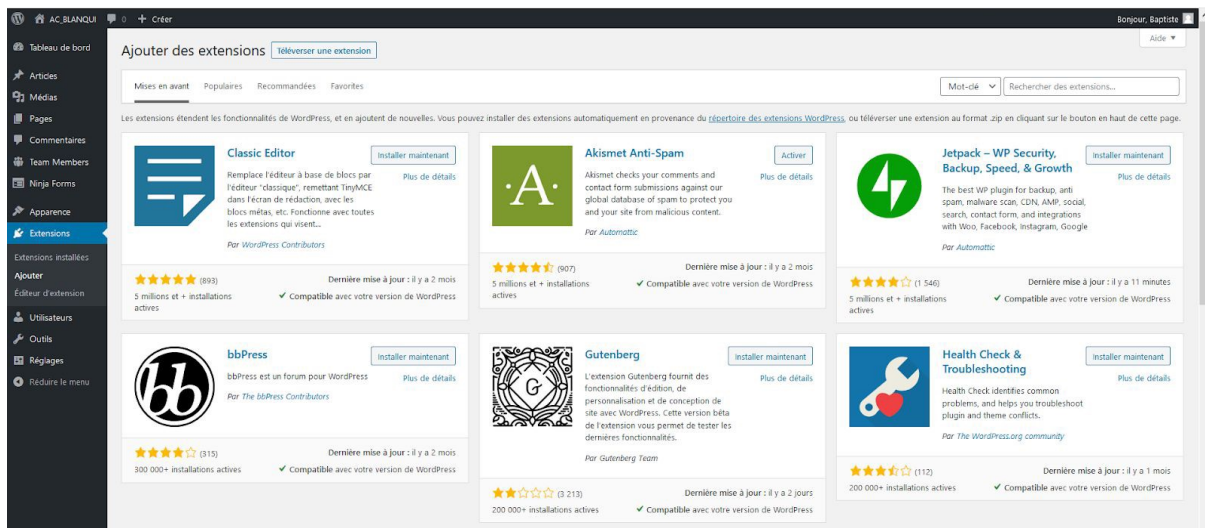 AC_BLANQUI 0 + Créer Bonjour, Baptiste
Aide ▼
Tableau de bord
Articles
Médias
Pages
Commentaires
Team Members
Ninja Forms
Apparence
Extensions
Extensions installées
Ajouter
Éditeur d'extension
Utilisateurs
Outils
Réglages
Réduire le menu
Ajouter des extensions Téléverser une extension
Mises en avant Populaires Recommandées Favorites Mot-clé Rechercher des extensions...
Les extensions étendent les fonctionnalités de WordPress, et en ajoutent de nouvelles. Vous pouvez installer des extensions automatiquement en provenance du répertoire des extensions WordPress, ou téléverser une extension au format .zip en cliquant sur le bouton en haut de cette page.
Classic Editor
Installer maintenant
Plus de détails
Remplace l'éditeur à base de blocs par
l'éditeur "classique", remettant TinyMCE
dans l'écran de rédaction, avec les
blocs métas, etc. Fonctionne avec toutes
les extensions qui visent...
Par WordPress Contributors
(893)
5 millions et + installations
actives
Dernière mise à jour : il y a 2 mois
✔ Compatible avec votre version de WordPress
·A·
Akismet Anti-Spam
Activer
Plus de détails
Akismet checks your comments and
contact form submissions against our
global database of spam to protect you
and your site from malicious content.
Par Automattic
(907)
5 millions et + installations
actives
Dernière mise à jour : il y a 2 mois
✔ Compatible avec votre version de WordPress
Jetpack – WP Security,
Backup, Speed, & Growth
Installer maintenant
Plus de détails
The best WP plugin for backup, anti
spam, malware scan, CDN, AMP, social,
search, contact form, and integrations
with Woo, Facebook, Instagram, Google
Par Automattic
(1 546)
5 millions et + installations
actives
Dernière mise à jour : il y a 11 minutes
✔ Compatible avec votre version de WordPress
bb
bbPress
Installer maintenant
Plus de détails
bbPress est un forum pour WordPress
Par The bbPress Contributors
(315)
300 000+ installations actives
Dernière mise à jour : il y a 2 mois
✔ Compatible avec votre version de WordPress
G
Gutenberg
Installer maintenant
Plus de détails
L'extension Gutenberg fournit des
fonctionnalités d'édition, de
personnalisation et de conception de
site avec WordPress. Cette version bêta
de l'extension vous permet de tester les
dernières fonctionnalités.
Par Gutenberg Team
(3 213)
200 000+ installations actives
Dernière mise à jour : il y a 2 jours
✔ Compatible avec votre version de WordPress
Health Check &
Troubleshooting
Installer maintenant
Plus de détails
Health Check identifies common
problems, and helps you troubleshoot
plugin and theme conflicts.
Par The WordPress.org community
(112)
200 000+ installations actives
Dernière mise à jour : il y a 1 mois
✔ Compatible avec votre version de WordPress